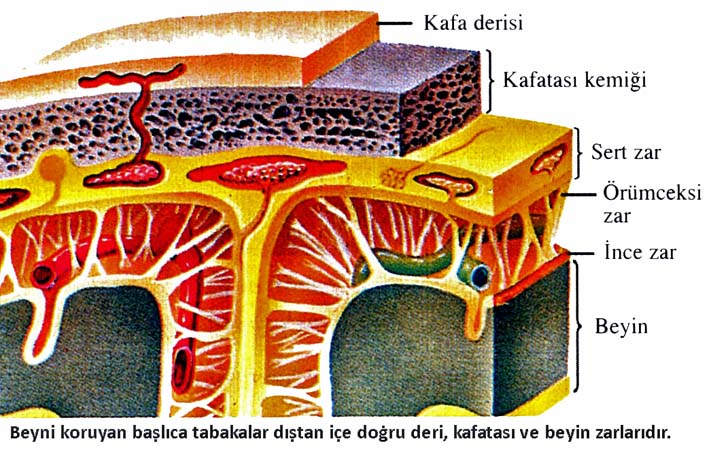 Kafa derisi
Kafatası kemiği
Sert zar
Örümceksi
zar
İnce zar
Beyin
Beyni koruyan başlıca tabakalar dıştan içe doğru deri, kafatası ve beyin zarlarıdır.